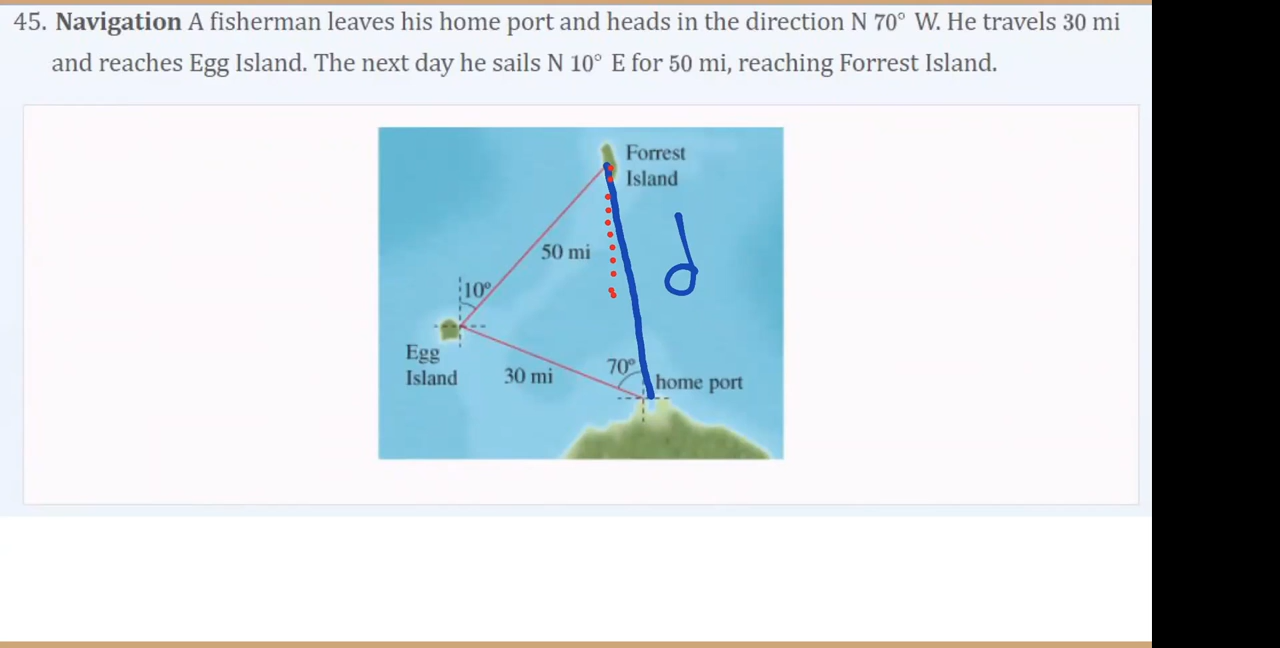 45. Navigation A fisherman leaves his home port and heads in the direction N 70° W. He travels 30 mi
and reaches Egg Island. The next day he sails N 10° E for 50 mi, reaching Forrest Island.
Forrest
Island
50 mi
d
10°
Egg
Island
30 mi
70°
home port